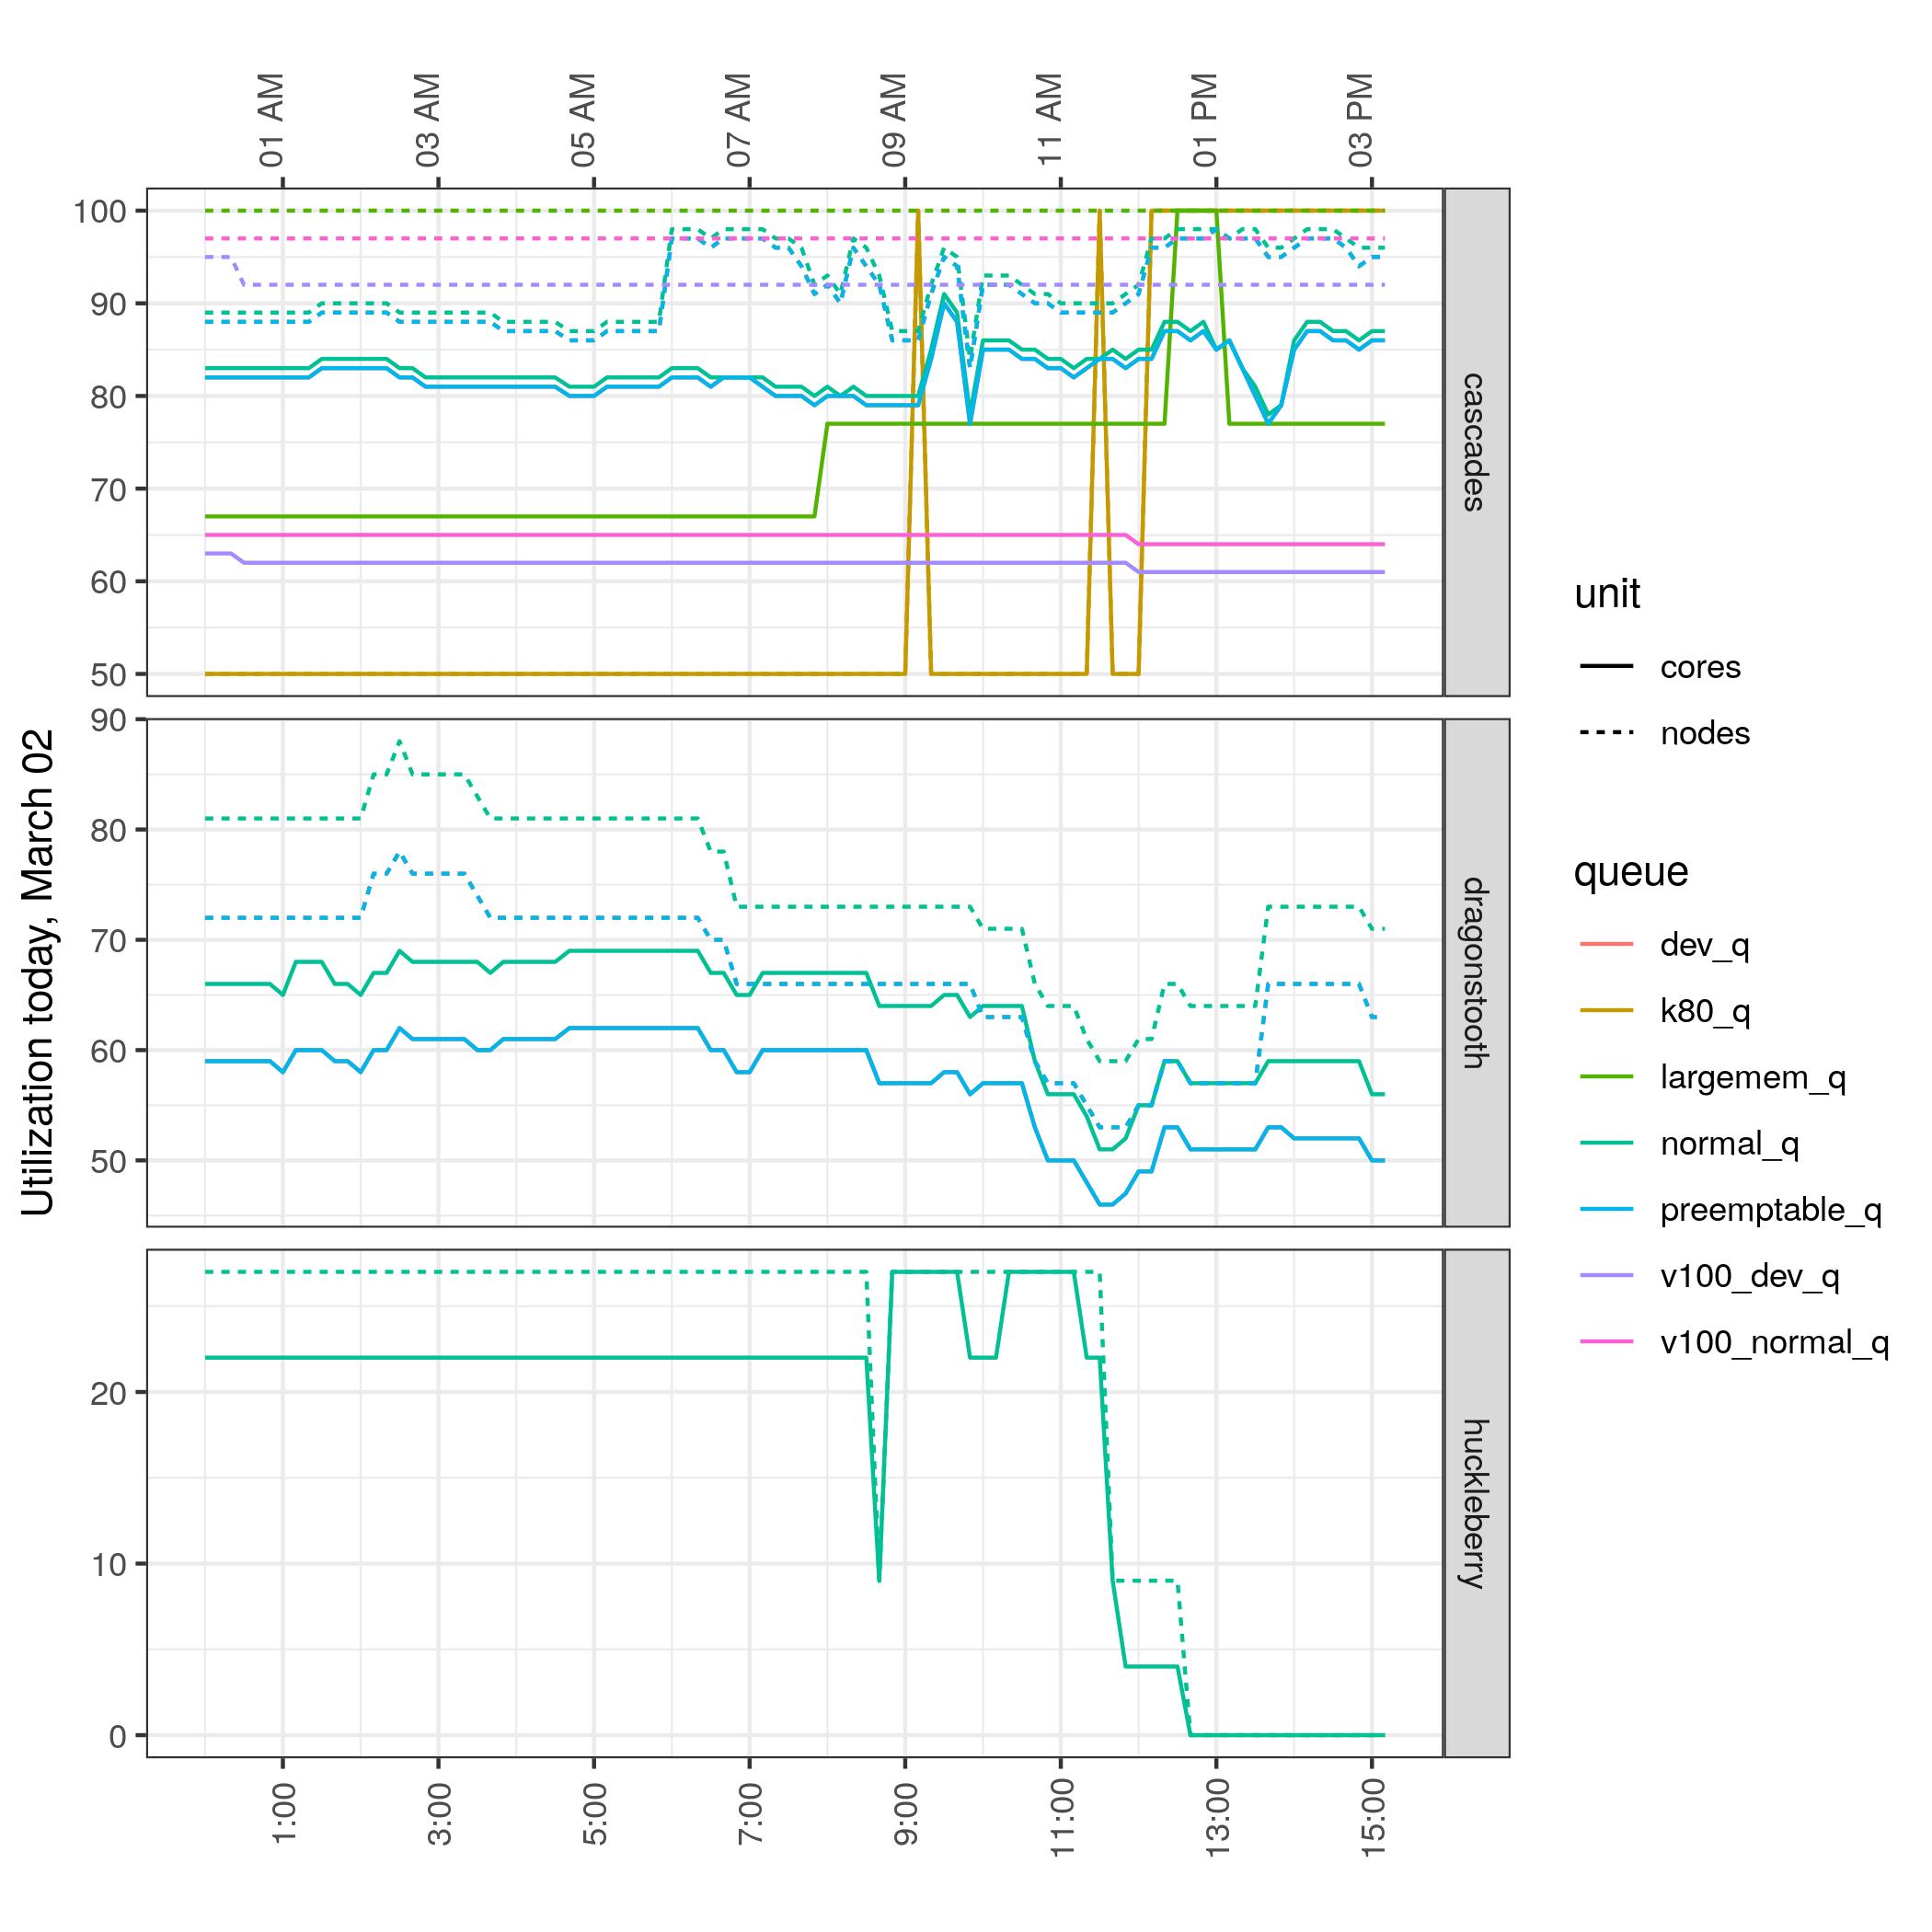 01 AM
03 AM
05 AM
07 AM
09 AM
11 AM
01 PM
03 PM
Utilization today, March 02
100
90
80
70
60
50
cascades
90
80
70
60
50
dragonstooth
20
10
0
huckleberry
1:00
3:00
5:00
7:00
9:00
11:00
13:00
15:00
unit
cores
nodes
queue
dev_q
k80_q
largemem_q
normal_q
preemptable_q
v100_dev_q
v100_normal_q